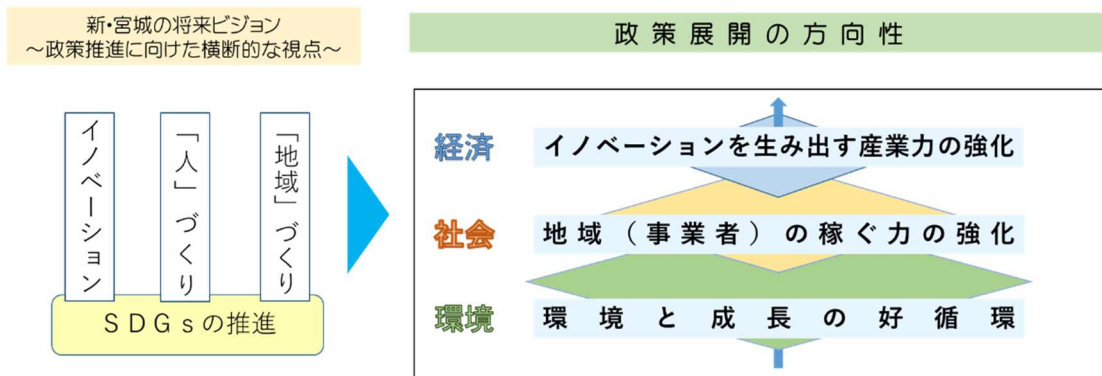 新・宮城の将来ビジョン
～政策推進に向けた横断的な視点～
イノベーション
「人」づくり
「地域」づくり
SDGsの推進
政策展開の方向性
経済
イノベーションを生み出す産業力の強化
社会
地域（事業者）の稼ぐ力の強化
環境
環境と成長の好循環